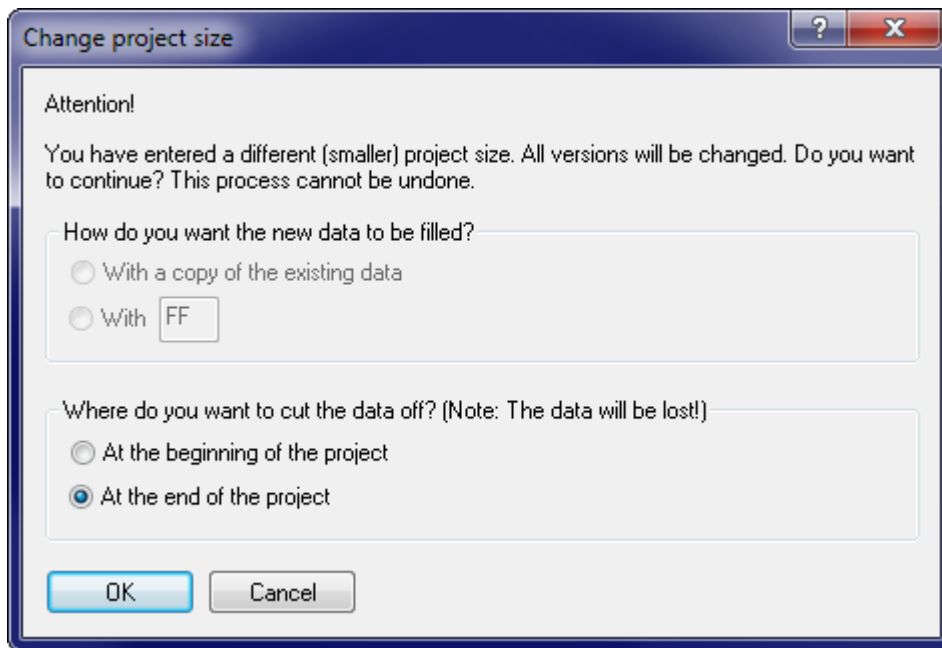 Change project size
?
X
Attention!
You have entered a different (smaller) project size. All versions will be changed. Do you want
to continue? This process cannot be undone.
How do you want the new data to be filled?
With a copy of the existing data
With FF
Where do you want to cut the data off? (Note: The data will be lost!)
At the beginning of the project
At the end of the project
OK Cancel